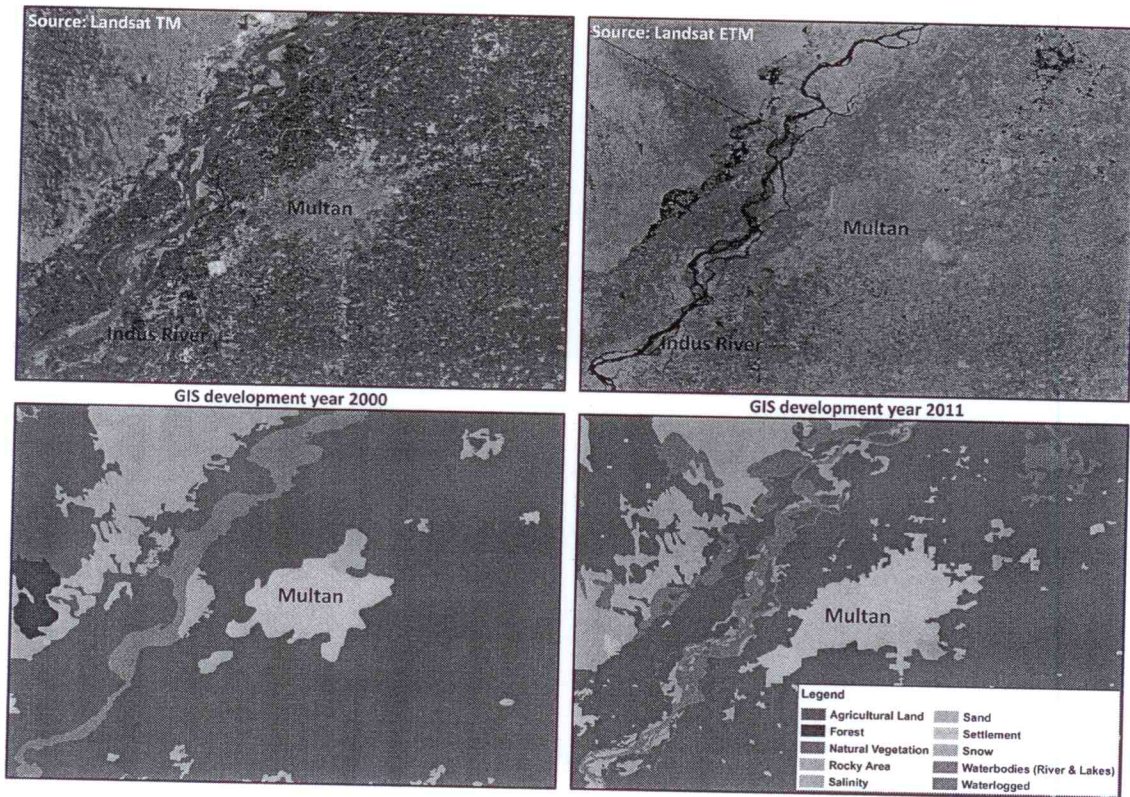 Source: Landsat TM
Multan
Indus River
Source: Landsat ETM
Multan
Indus River
GIS development year 2000
GIS development year 2011
Multan
Multan
Legend
Agricultural Land
Forest
Natural Vegetation
Rocky Area
Salinity
Sand
Settlement
Snow
Waterbodies (River & Lakes)
Waterlogged